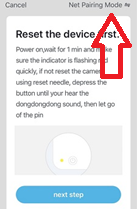 Cancel Net Pairing Mode ⇋
Reset the device first.
Power on,wait for 1 min and make
sure the indicator is flashing red
quickly, if not reset the camera
using reset needle, depress the
button until your hear the
dongdongdong sound, then let go
of the pin
next step